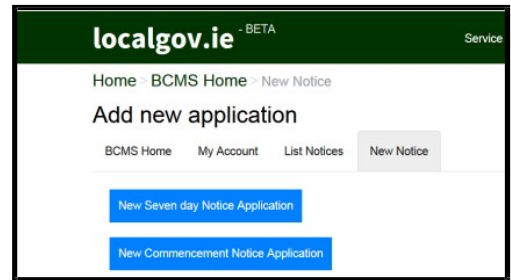 localgov.ie - BETA Service
Home > BCMS Home > New Notice
Add new application
BCMS Home My Account List Notices New Notice
New Seven day Notice Application
New Commencement Notice Application